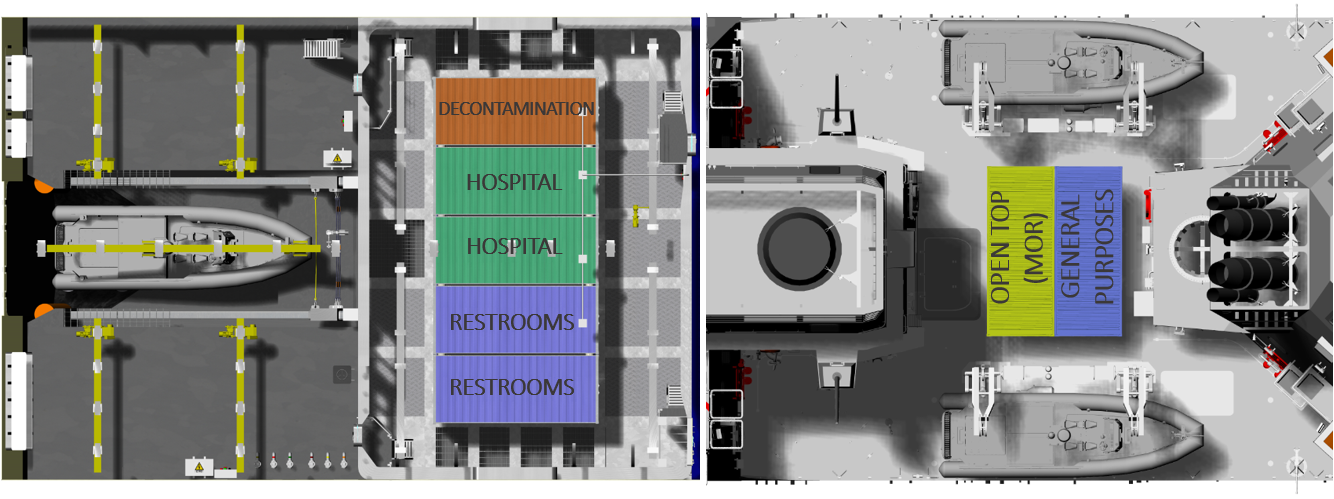 DECONTAMINATION
HOSPITAL
HOSPITAL
RESTROOMS
RESTROOMS
OPEN TOP
(MOR)
GENERAL
PURPOSES